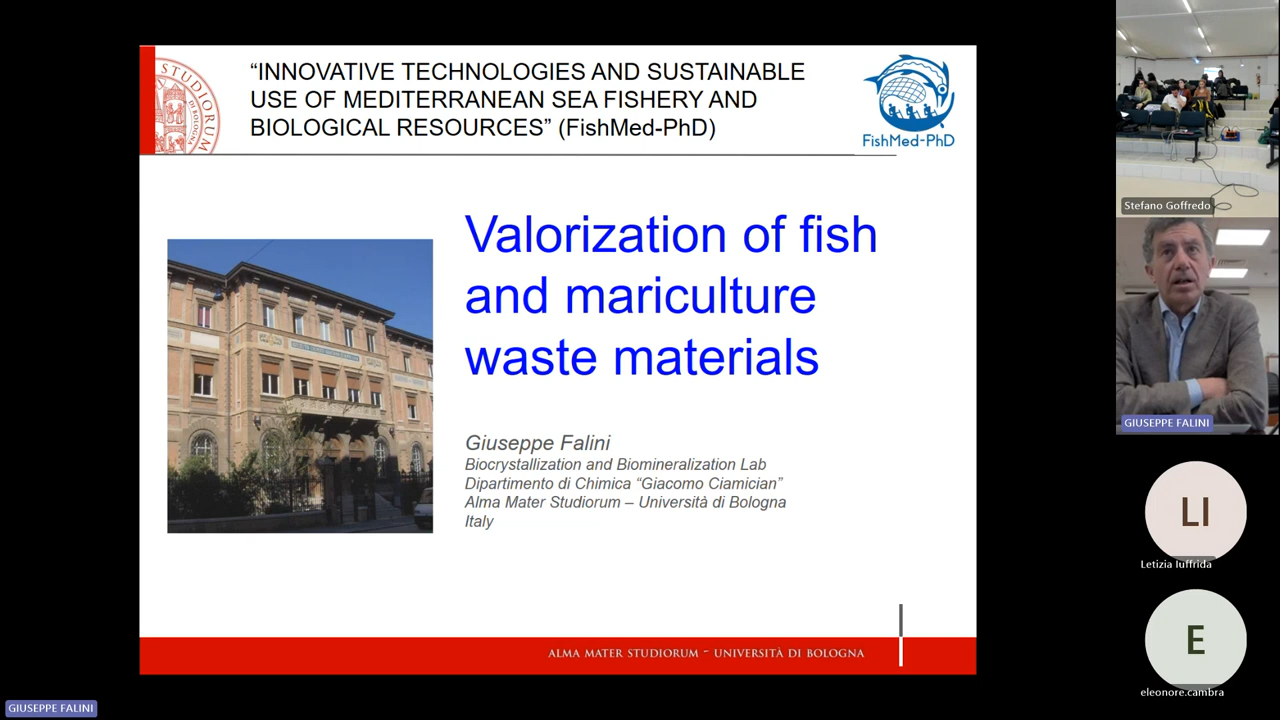 “INNOVATIVE TECHNOLOGIES AND SUSTAINABLE
USE OF MEDITERRANEAN SEA FISHERY AND
BIOLOGICAL RESOURCES” (FishMed-PhD)
FishMed-PhD
Valorization of fish
and mariculture
waste materials
Giuseppe Falini
Biocrystallization and Biomineralization Lab
Dipartimento di Chimica “Giacomo Ciamician”
Alma Mater Studiorum – Università di Bologna
Italy
ALMA MATER STUDIORUM ~ UNIVERSITÀ DI BOLOGNA
Stefano Goffredo
GIUSEPPE FALINI
LI
Letizia Iuffrida
E
eleonore.cambra
GIUSEPPE FALINI